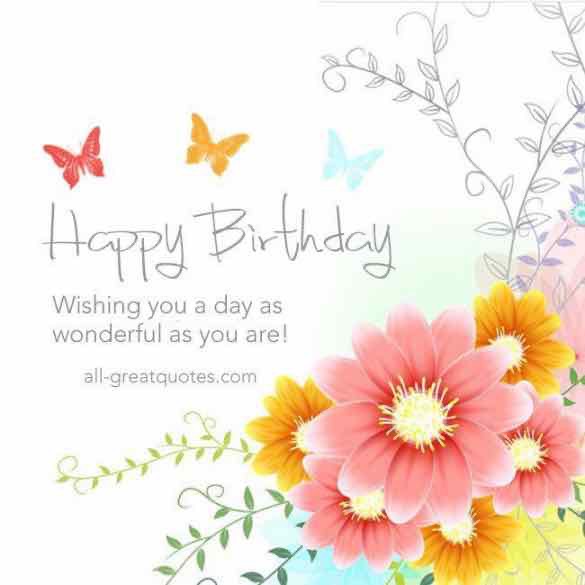 Happy Birthday
Wishing you a day as
wonderful as you are!
all-greatquotes.com